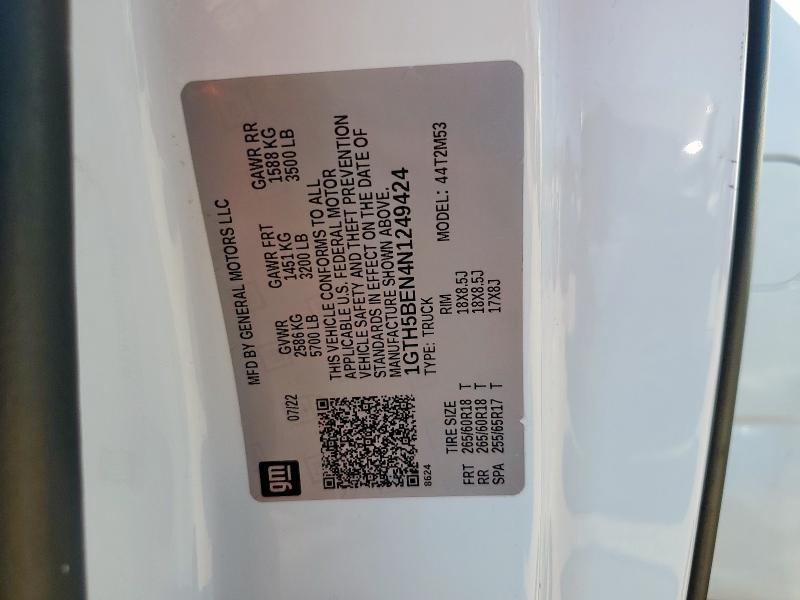 gm
MFD BY GENERAL MOTORS LLC
07/22
GVWR GAWR FRT GAWR RR
2586 KG 1451 KG 1588 KG
5700 LB 3200 LB 3500 LB
THIS VEHICLE CONFORMS TO ALL
APPLICABLE U.S. FEDERAL MOTOR
VEHICLE SAFETY AND THEFT PREVENTION
STANDARDS IN EFFECT ON THE DATE OF
MANUFACTURE SHOWN ABOVE.
1GTH5BEN4N1249424
8624 TYPE: TRUCK MODEL: 44T2M53
TIRE SIZE RIM
FRT 265/60R18 T 18X8.5J
RR 265/60R18 T 18X8.5J
SPA 255/65R17 T 17X8J